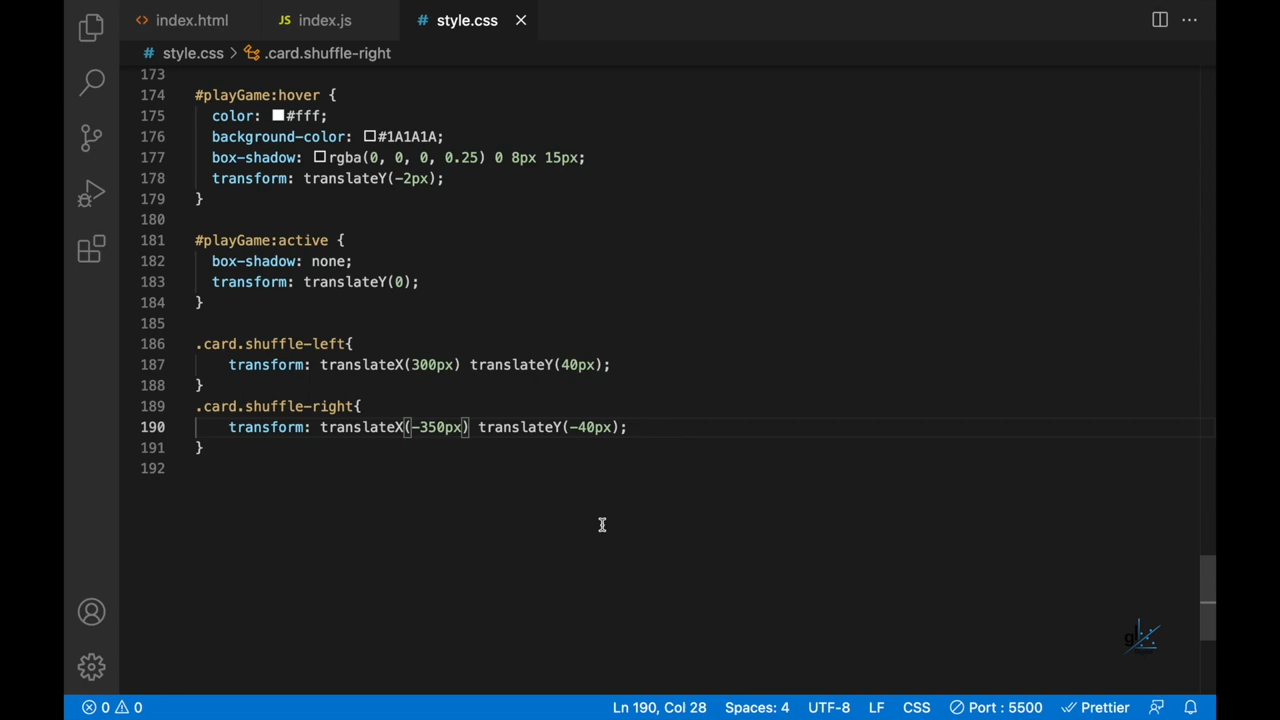 index.html
JS index.js
# style.css
# style.css > .card.shuffle-right
173
174 #playGame:hover {
175 color: #fff;
176 background-color: #1A1A1A;
177 box-shadow: rgba(0, 0, 0, 0.25) 0 8px 15px;
178 transform: translateY(-2px);
179 }
180
181 #playGame:active {
182 box-shadow: none;
183 transform: translateY(0);
184 }
185
186 .card.shuffle-left{
187 transform: translateX(300px) translateY(40px);
188 }
189 .card.shuffle-right{
190 transform: translateX(-350px) translateY(-40px);
191 }
192
0 0 Ln 190, Col 28 Spaces: 4 UTF-8 LF CSS Port : 5500 Prettier